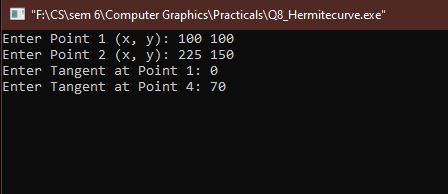 "F:\CS\sem 6\Computer Graphics\Practicals\Q8_Hermitecurve.exe"
Enter Point 1 (x, y): 100 100
Enter Point 2 (x, y): 225 150
Enter Tangent at Point 1: 0
Enter Tangent at Point 4: 70